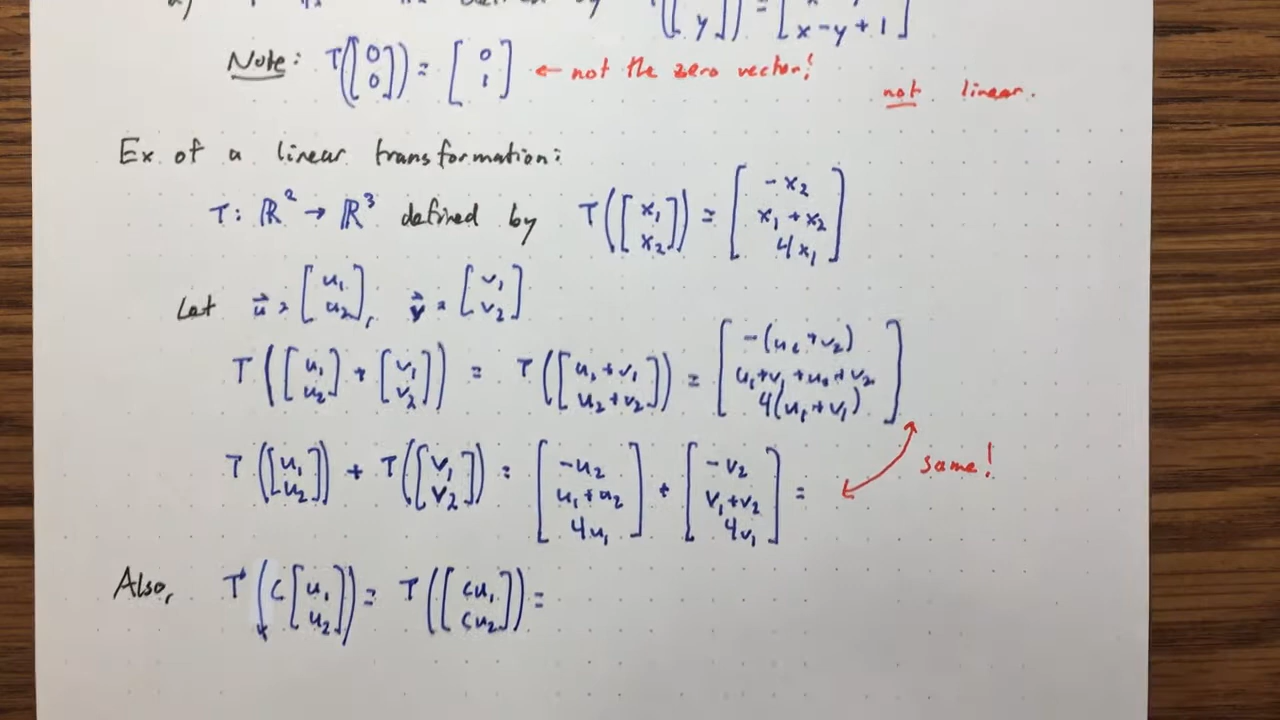 y]) = [x-y+1]
Note: T([0 0]) = [0 1] ← not the zero vector! not linear.
Ex of a linear transformation:
T: ℝ² → ℝ³ defined by T([x₁ x₂]) = [-x₂ x₁+x₂ 4x₁]
Let u⃗ = [u₁ u₂], v⃗ = [v₁ v₂]
T([u₁ u₂] + [v₁ v₂]) = T([u₁+v₁ u₂+v₂]) = [-(u₂+v₂) u₁+v₁+u₂+v₂ 4(u₁+v₁)]
T([u₁ u₂]) + T([v₁ v₂]) = [-u₂ u₁+u₂ 4u₁] + [-v₂ v₁+v₂ 4v₁] = same!
Also, T(c[u₁ u₂]) = T([cu₁ cu₂]) =